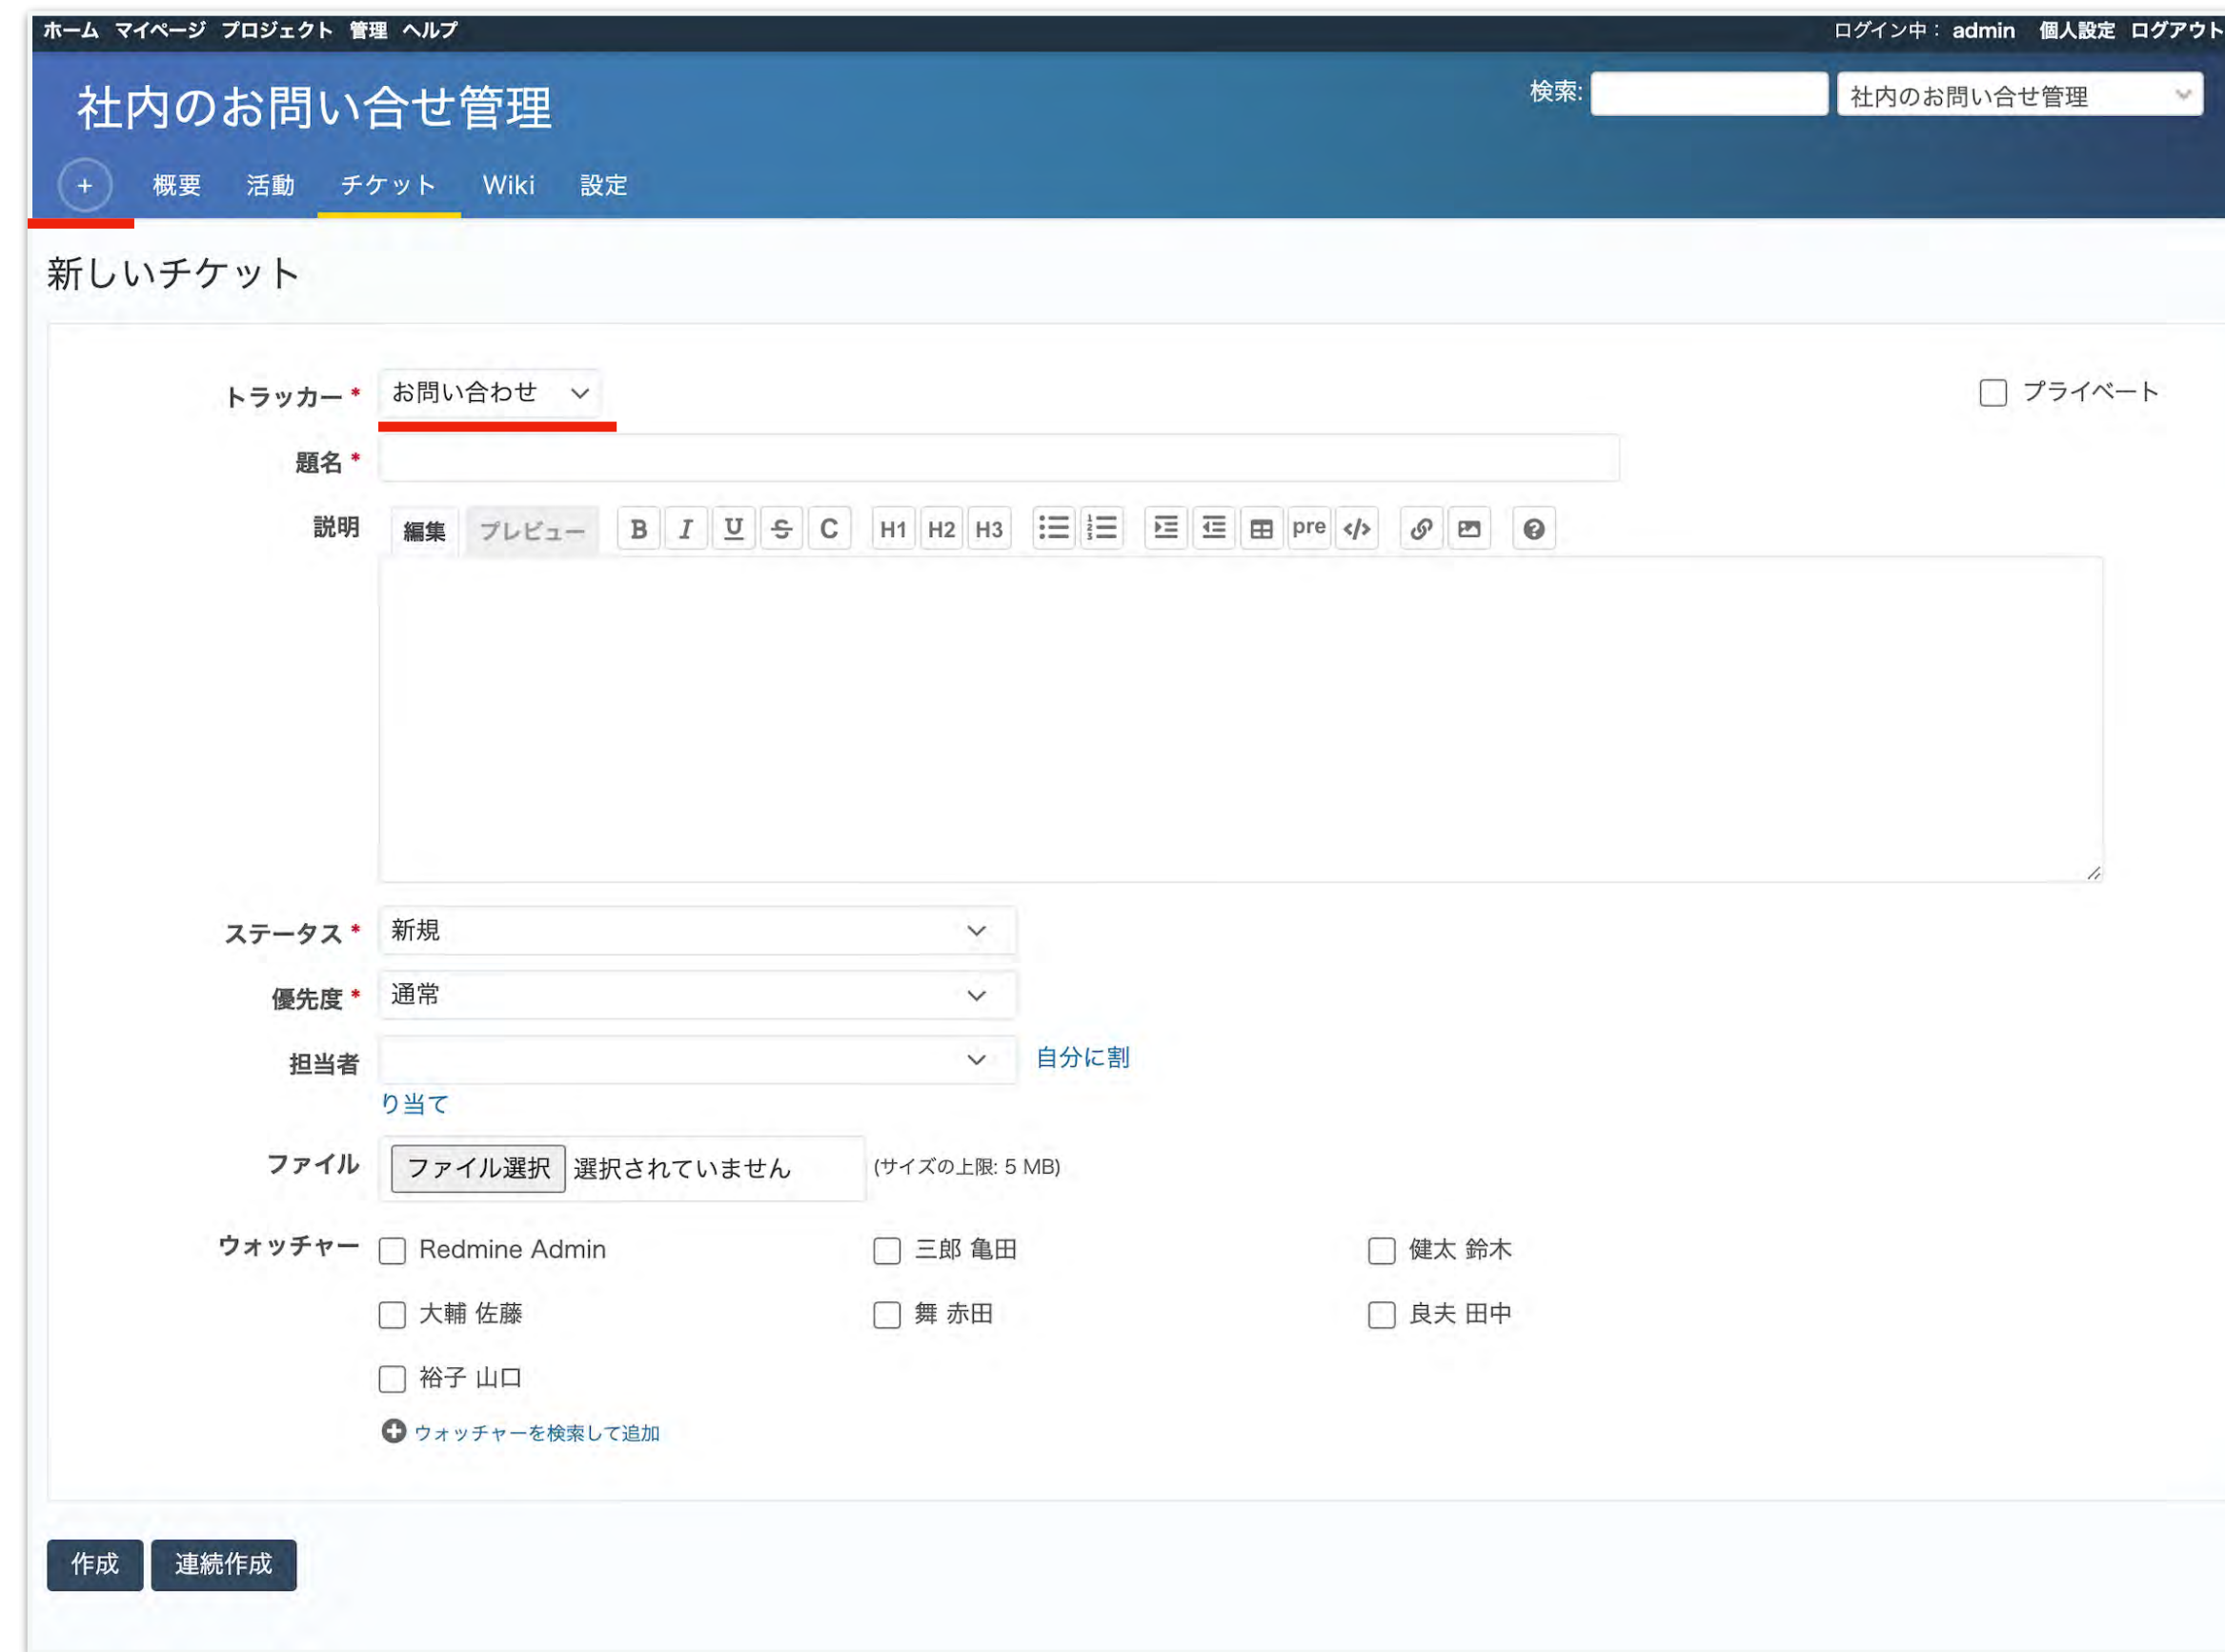 ホーム マイページ プロジェクト 管理 ヘルプ ログイン中： admin 個人設定 ログアウト
社内のお問い合せ管理 検索: 社内のお問い合せ管理
+ 概要 活動 チケット Wiki 設定
新しいチケット
トラッカー * お問い合わせ プライベート
題名 *
説明 編集 プレビュー B I U S C H1 H2 H3 pre </> ?
ステータス * 新規
優先度 * 通常
担当者 自分に割
り当て
ファイル ファイル選択 選択されていません (サイズの上限: 5 MB)
ウォッチャー Redmine Admin 三郎 亀田 健太 鈴木
大輔 佐藤 舞 赤田 良夫 田中
裕子 山口
ウォッチャーを検索して追加
作成 連続作成